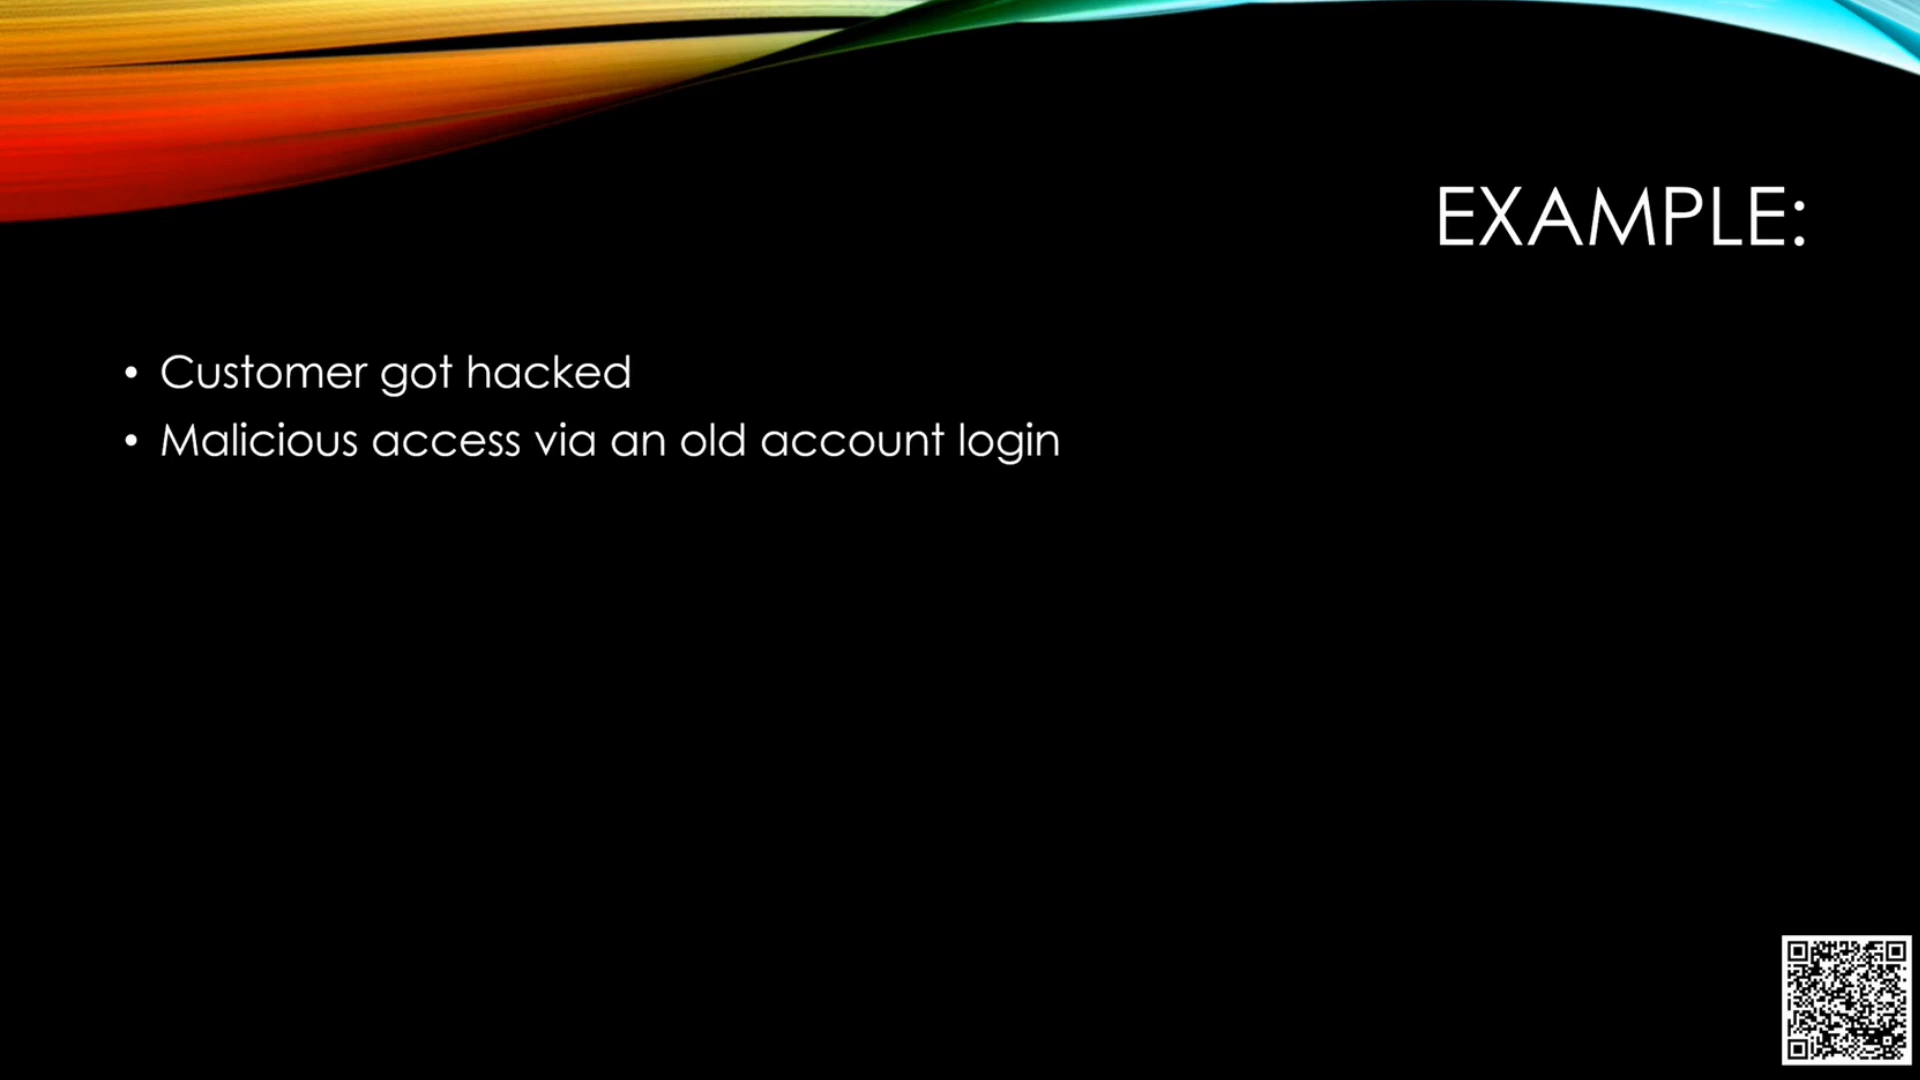 EXAMPLE:
• Customer got hacked
• Malicious access via an old account login